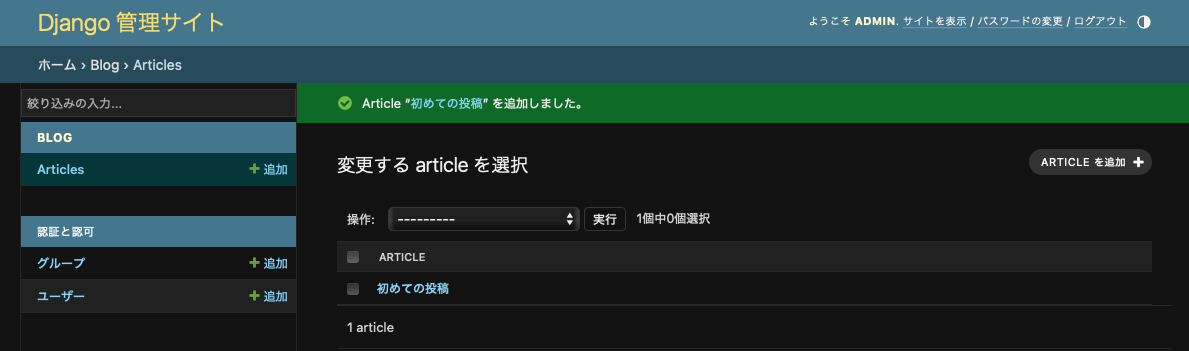 Django 管理サイト
ようこそ ADMIN. サイトを表示 / パスワードの変更 / ログアウト
ホーム › Blog › Articles
絞り込みの入力...
Article “初めての投稿” を追加しました。
BLOG
Articles
追加
認証と認可
グループ
追加
ユーザー
追加
変更する article を選択
ARTICLE を追加
操作:
---------
実行
1個中0個選択
ARTICLE
初めての投稿
1 article